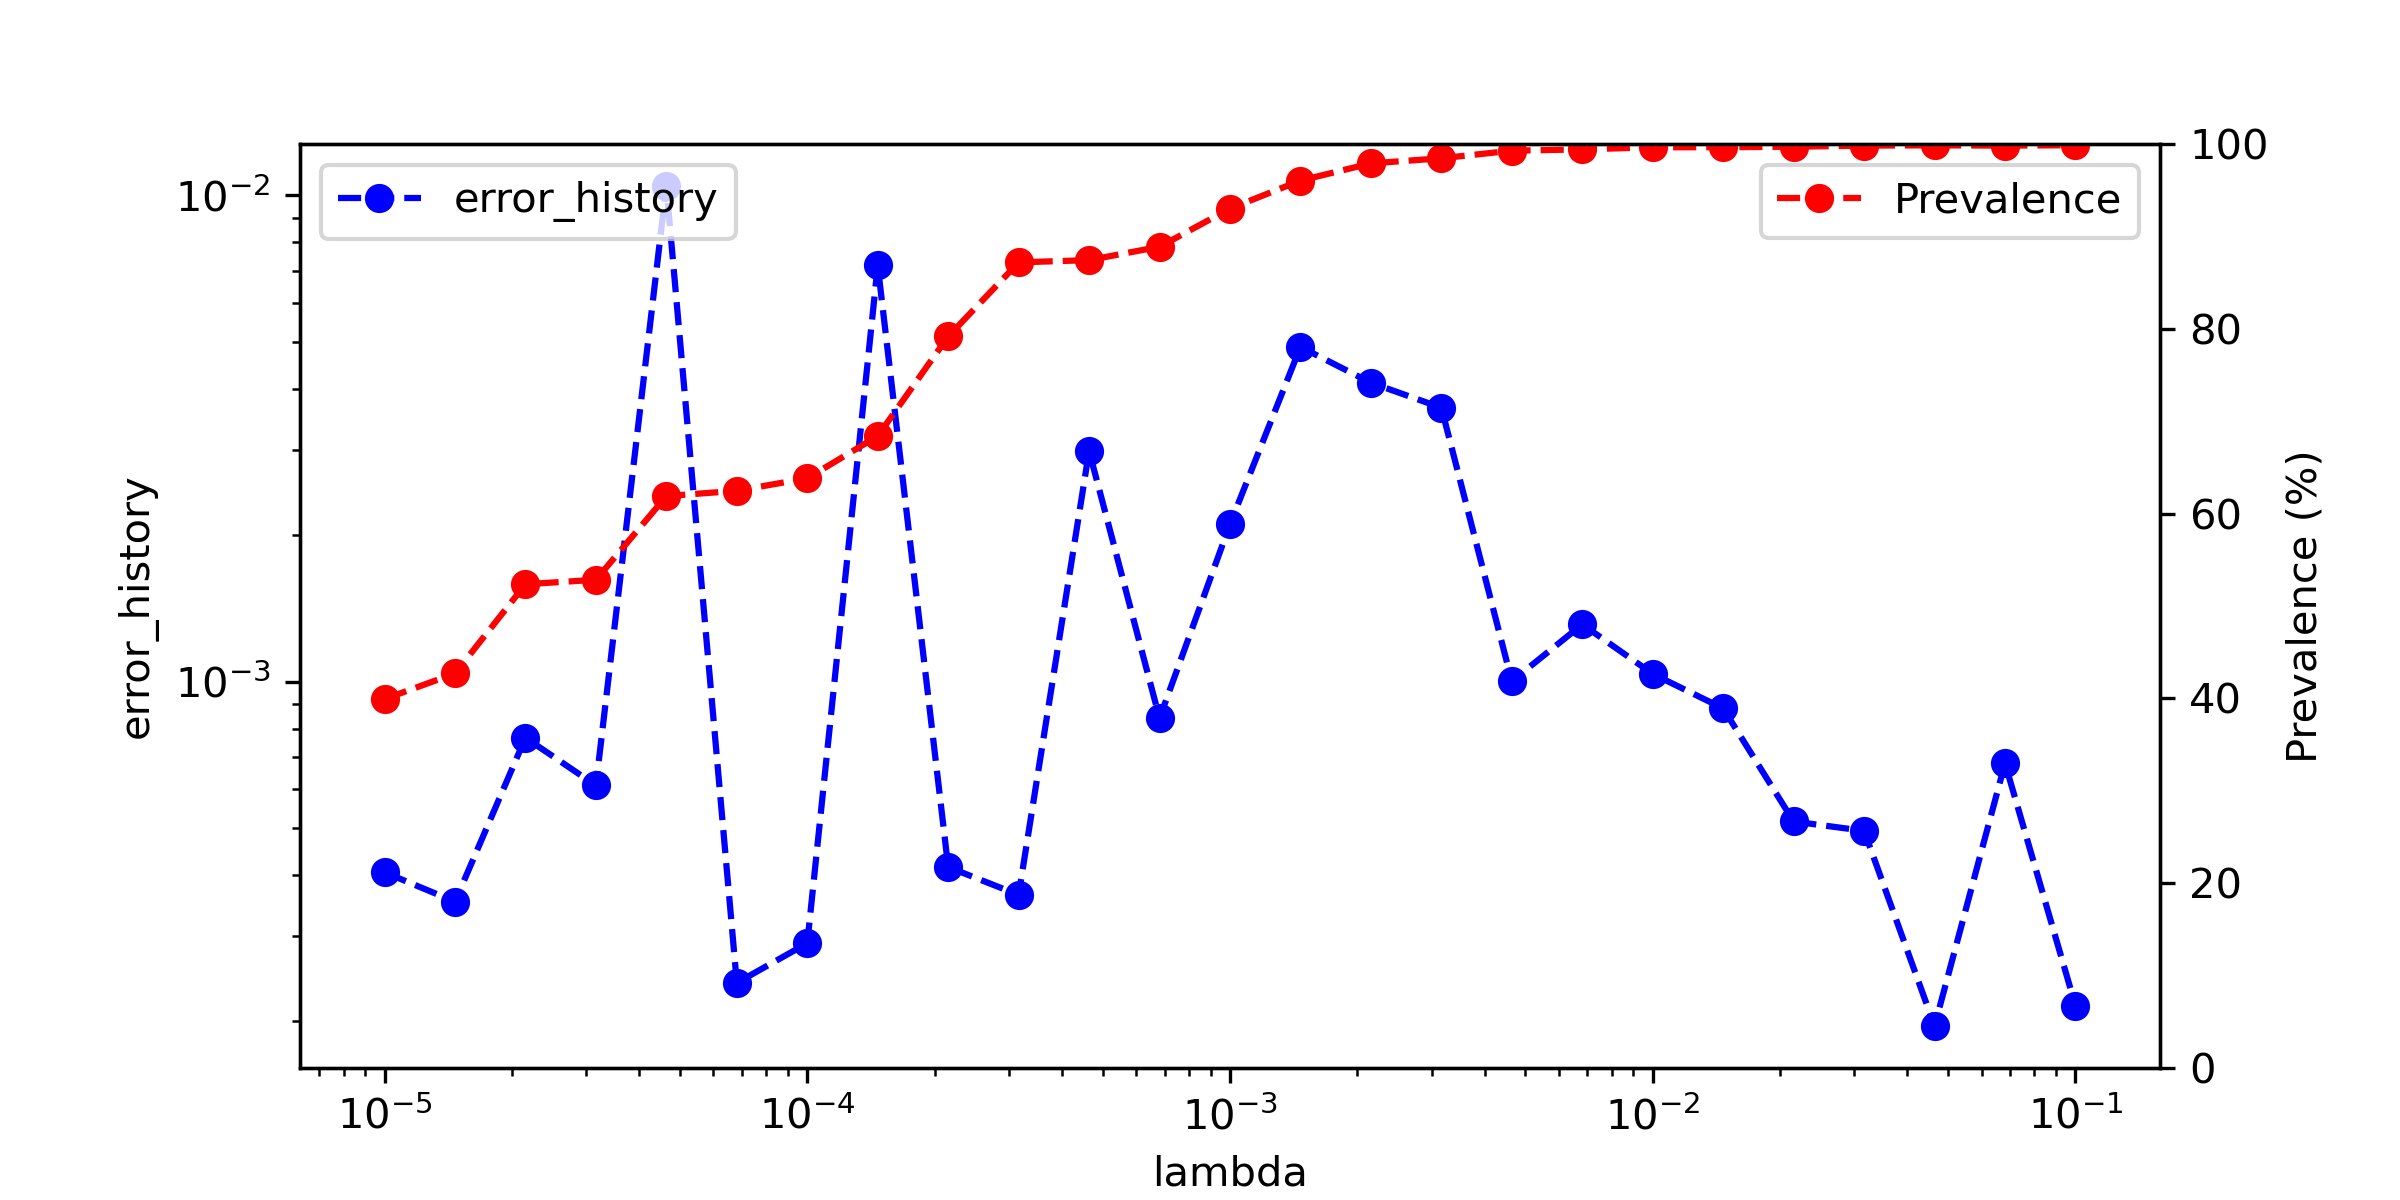 error_history
Prevalence
10⁻²
10⁻³
error_history
100
80
60
40
20
0
Prevalence (%)
10⁻⁵
10⁻⁴
10⁻³
10⁻²
10⁻¹
lambda